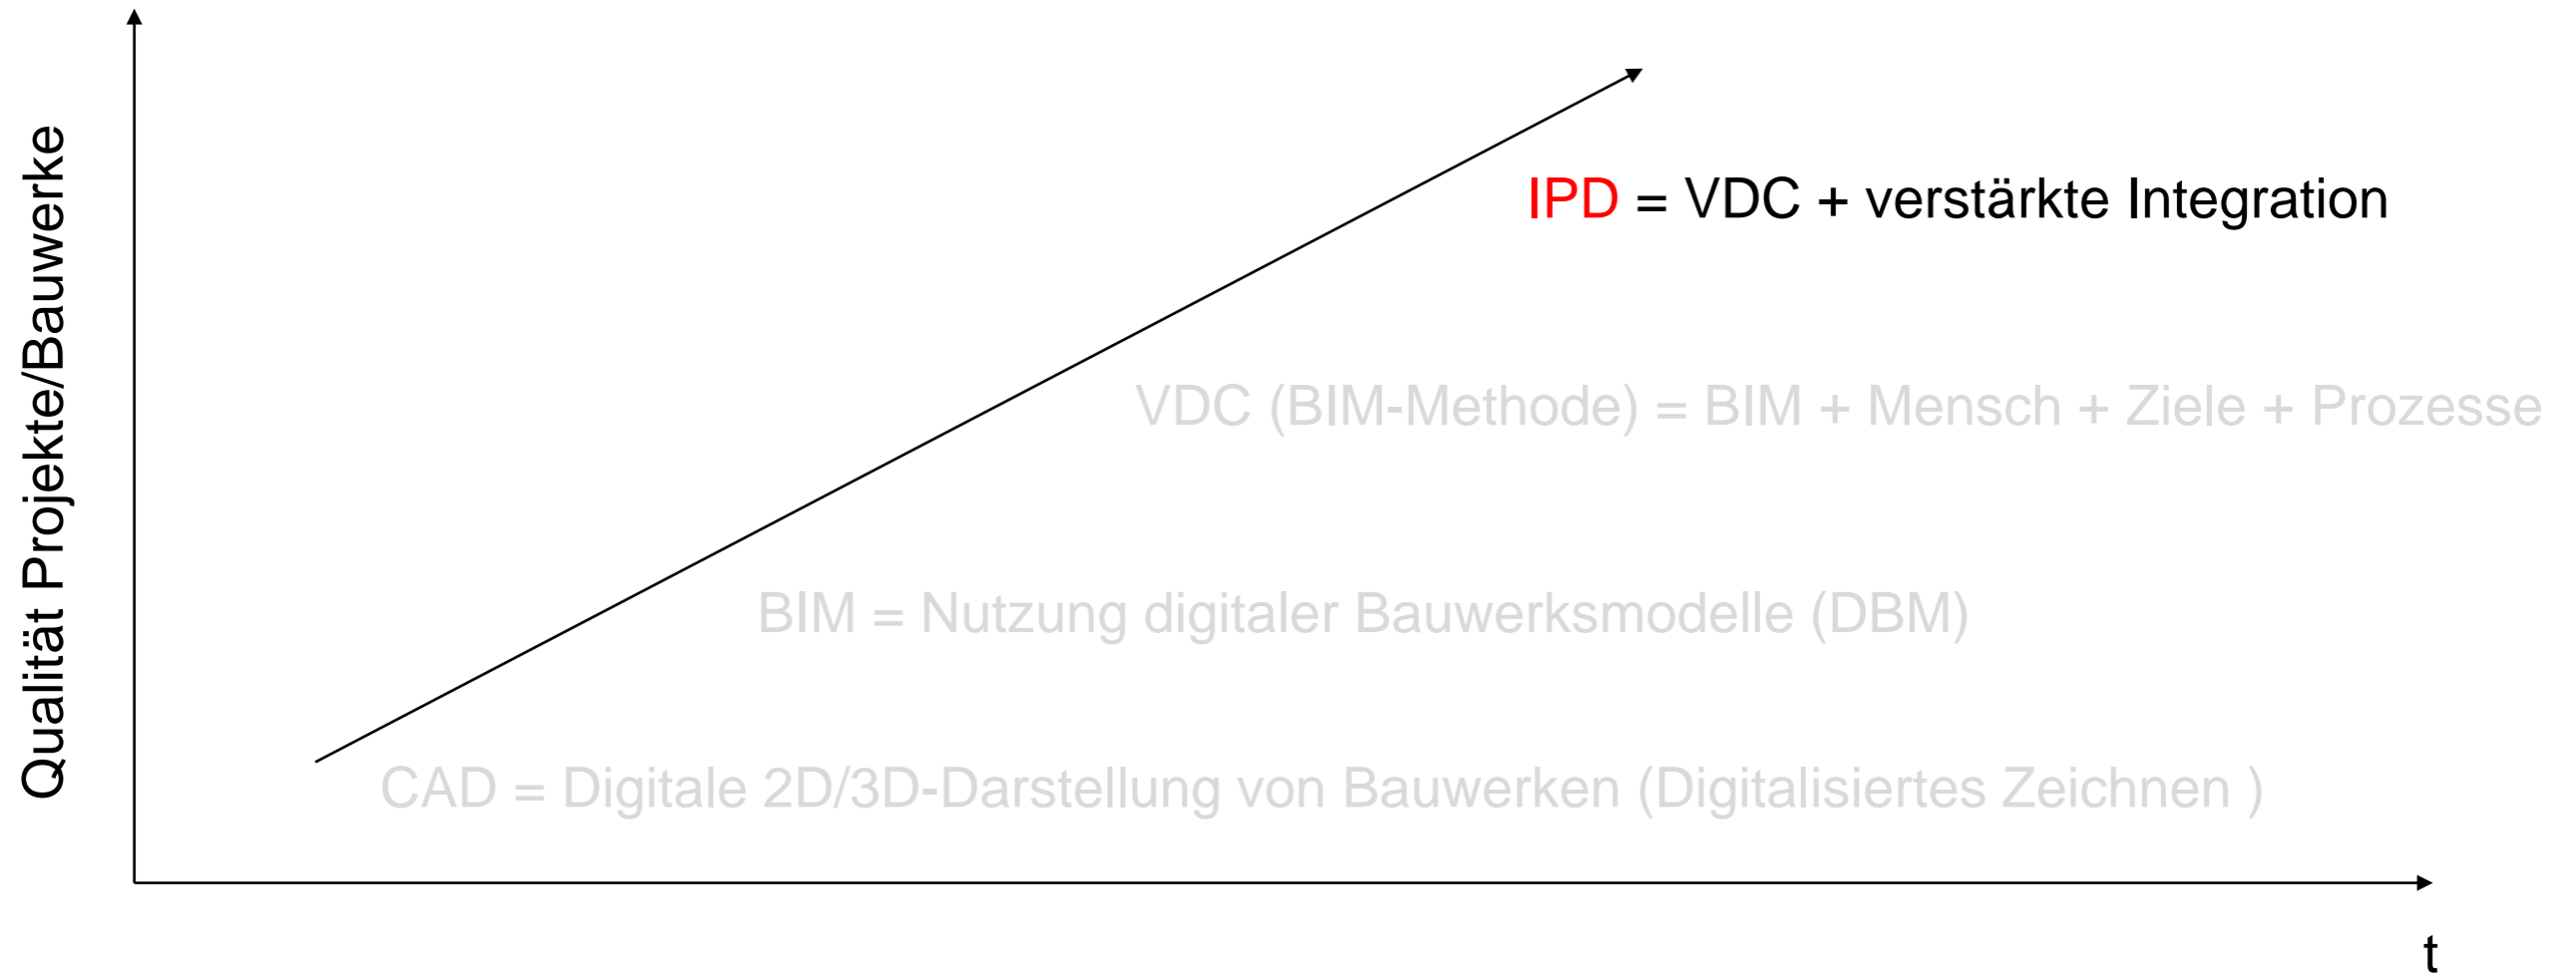 Qualität Projekte/Bauwerke
IPD = VDC + verstärkte Integration
VDC (BIM-Methode) = BIM + Mensch + Ziele + Prozesse
BIM = Nutzung digitaler Bauwerksmodelle (DBM)
CAD = Digitale 2D/3D-Darstellung von Bauwerken (Digitalisiertes Zeichnen )
t